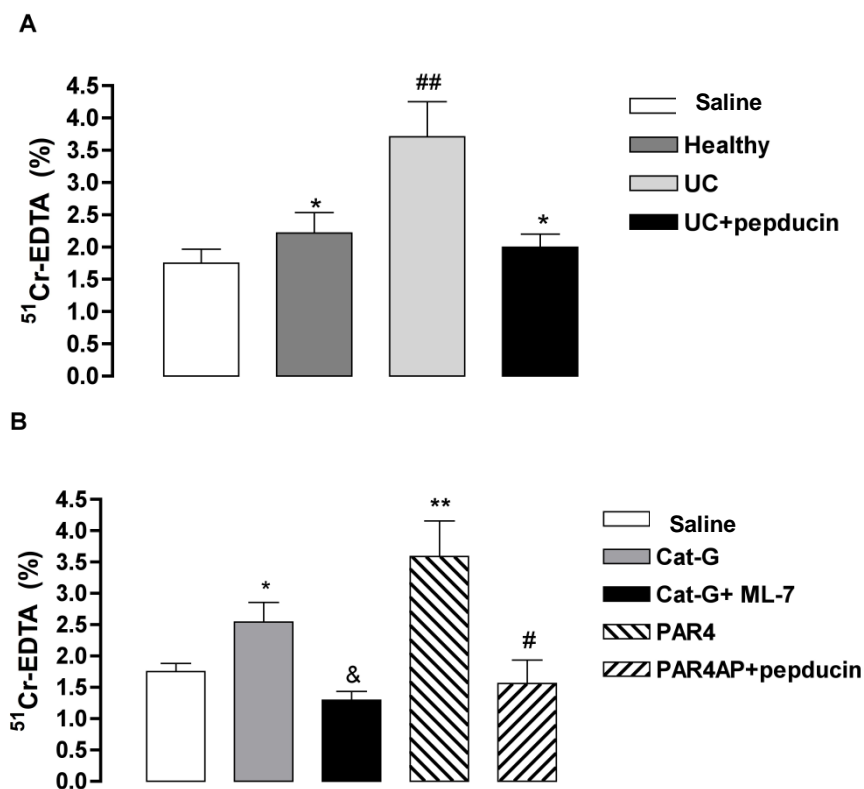 A
##
*
*
4.5
4.0
3.5
3.0
2.5
2.0
1.5
1.0
0.5
0.0
51Cr-EDTA (%)
Saline
Healthy
UC
UC+pepducin
B
**
*
&
#
4.5
4.0
3.5
3.0
2.5
2.0
1.5
1.0
0.5
0.0
51Cr-EDTA (%)
Saline
Cat-G
Cat-G+ ML-7
PAR4
PAR4AP+pepducin